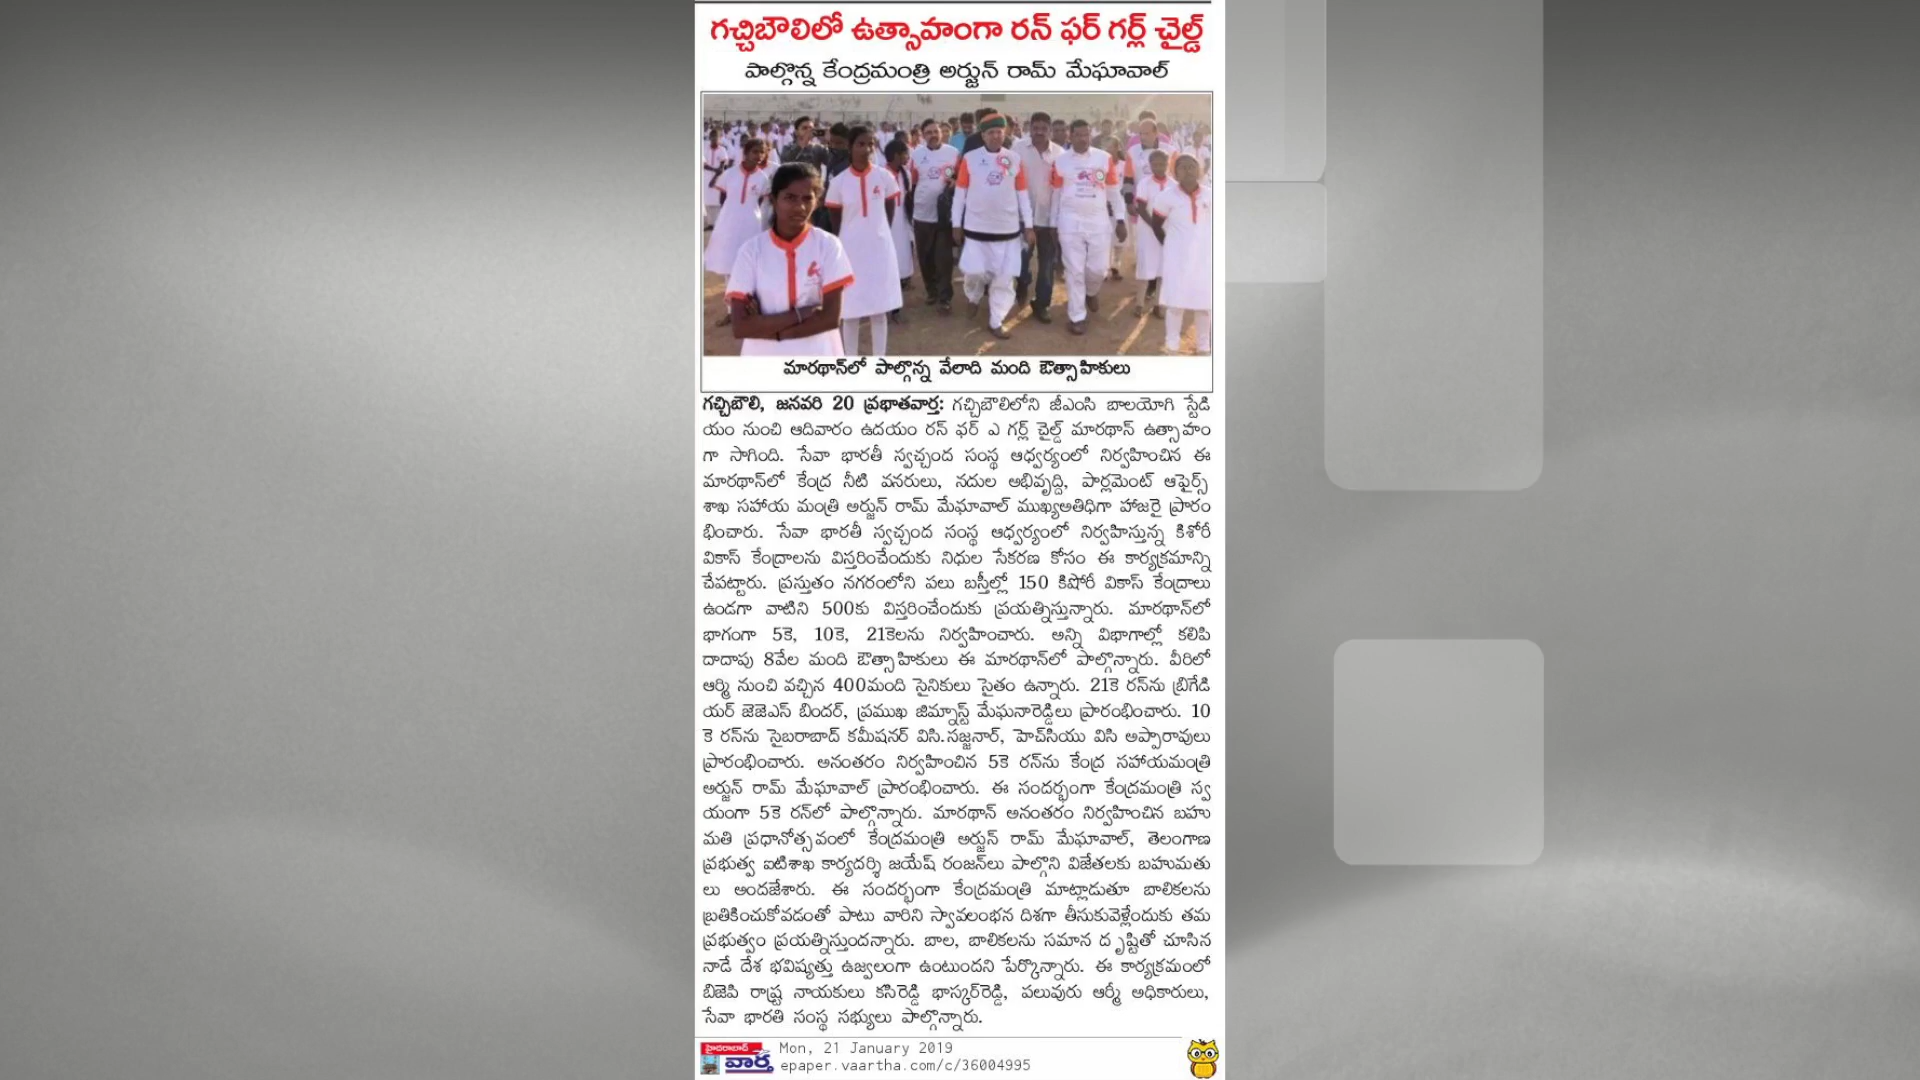 గచ్చిబౌలిలో ఉత్సాహంగా రన్ ఫర్ గర్ల్ చైల్డ్
పాల్గొన్న కేంద్రమంత్రి అర్జున్ రామ్ మేఘావాల్
మారథాన్‌లో పాల్గొన్న వేలాది మంది ఔత్సాహికులు
గచ్చిబౌలి, జనవరి 20 ప్రభాతవార్త: గచ్చిబౌలిలోని జీఎంసి బాలయోగి స్టేడి
యం నుంచి ఆదివారం ఉదయం రన్ ఫర్ ఎ గర్ల్ చైల్డ్ మారథాన్ ఉత్సాహం
గా సాగింది. సేవా భారతీ స్వచ్ఛంద సంస్థ ఆధ్వర్యంలో నిర్వహించిన ఈ
మారథాన్‌లో కేంద్ర నీటి వనరులు, నదుల అభివృద్ది, పార్లమెంట్ ఆఫైర్స్
శాఖ సహాయ మంత్రి అర్జున్ రామ్ మేఘావాల్ ముఖ్యఅతిధిగా హాజరై ప్రారం
భించారు. సేవా భారతీ స్వచ్చంద సంస్థ ఆధ్వర్యంలో నిర్వహిస్తున్న కిశోరీ
వికాస్ కేంద్రాలను విస్తరించేందుకు నిధుల సేకరణ కోసం ఈ కార్యక్రమాన్ని
చేపట్టారు. ప్రస్తుతం నగరంలోని పలు బస్తీల్లో 150 కిషోరీ వికాస్ కేంద్రాలు
ఉండగా వాటిని 500కు విస్తరించేందుకు ప్రయత్నిస్తున్నారు. మారథాన్‌లో
భాగంగా 5కె, 10కె, 21కెలను నిర్వహించారు. అన్ని విభాగాల్లో కలిపి
దాదాపు 8వేల మంది ఔత్సాహికులు ఈ మారథాన్‌లో పాల్గొన్నారు. వీరిలో
ఆర్మి నుంచి వచ్చిన 400మంది సైనికులు సైతం ఉన్నారు. 21కె రన్‌ను బ్రిగేడి
యర్ జెజెఎస్ బిందర్, ప్రముఖ జిమ్నాస్ట్ మేఘనారెడ్డిలు ప్రారంభించారు. 10
కె రన్‌ను సైబరాబాద్ కమీషనర్ విసి.సజ్జనార్, హెచ్‌సియు విసి అప్పారావులు
ప్రారంభించారు. అనంతరం నిర్వహించిన 5కె రన్‌ను కేంద్ర సహాయమంత్రి
అర్జున్ రామ్ మేఘావాల్ ప్రారంభించారు. ఈ సందర్భంగా కేంద్రమంత్రి స్వ
యంగా 5కె రన్‌లో పాల్గొన్నారు. మారథాన్ అనంతరం నిర్వహించిన బహు
మతి ప్రధానోత్సవంలో కేంద్రమంత్రి అర్జున్ రామ్ మేఘావాల్, తెలంగాణ
ప్రభుత్వ ఐటిశాఖ కార్యదర్శి జయేష్ రంజన్‌లు పాల్గొని విజేతలకు బహుమతు
లు అందజేశారు. ఈ సందర్భంగా కేంద్రమంత్రి మాట్లాడుతూ బాలికలను
బ్రతికించుకోవడంతో పాటు వారిని స్వావలంభన దిశగా తీసుకువెళ్లేందుకు తమ
ప్రభుత్వం ప్రయత్నిస్తుందన్నారు. బాల, బాలికలను సమాన దృష్టితో చూసిన
నాడే దేశ భవిష్యత్తు ఉజ్వలంగా ఉంటుందని పేర్కొన్నారు. ఈ కార్యక్రమంలో
బిజెపి రాష్ట్ర నాయకులు కసిరెడ్డి భాస్కర్‌రెడ్డి, పలువురు ఆర్మీ అధికారులు,
సేవా భారతి సంస్థ సభ్యులు పాల్గొన్నారు.
హైదరాబాద్
వార్త
Mon, 21 January 2019
epaper.vaartha.com/c/36004995